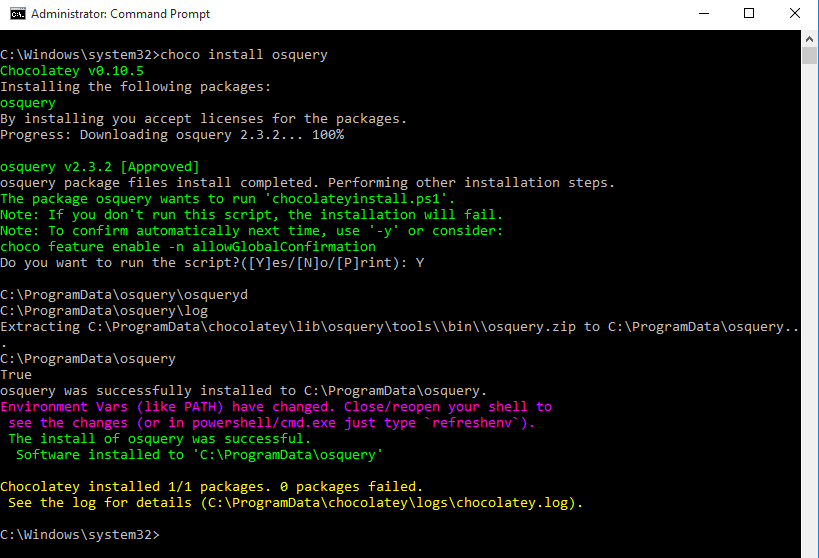 Administrator: Command Prompt
C:\Windows\system32>choco install osquery
Chocolatey v0.10.5
Installing the following packages:
osquery
By installing you accept licenses for the packages.
Progress: Downloading osquery 2.3.2... 100%
osquery v2.3.2 [Approved]
osquery package files install completed. Performing other installation steps.
The package osquery wants to run 'chocolateyinstall.ps1'.
Note: If you don't run this script, the installation will fail.
Note: To confirm automatically next time, use '-y' or consider:
choco feature enable -n allowGlobalConfirmation
Do you want to run the script?([Y]es/[N]o/[P]rint): Y
C:\ProgramData\osquery\osqueryd
C:\ProgramData\osquery\log
Extracting C:\ProgramData\chocolatey\lib\osquery\tools\\bin\\osquery.zip to C:\ProgramData\osquery..
.
C:\ProgramData\osquery
True
osquery was successfully installed to C:\ProgramData\osquery.
Environment Vars (like PATH) have changed. Close/reopen your shell to
see the changes (or in powershell/cmd.exe just type `refreshenv`).
The install of osquery was successful.
Software installed to 'C:\ProgramData\osquery'
Chocolatey installed 1/1 packages. 0 packages failed.
See the log for details (C:\ProgramData\chocolatey\logs\chocolatey.log).
C:\Windows\system32>